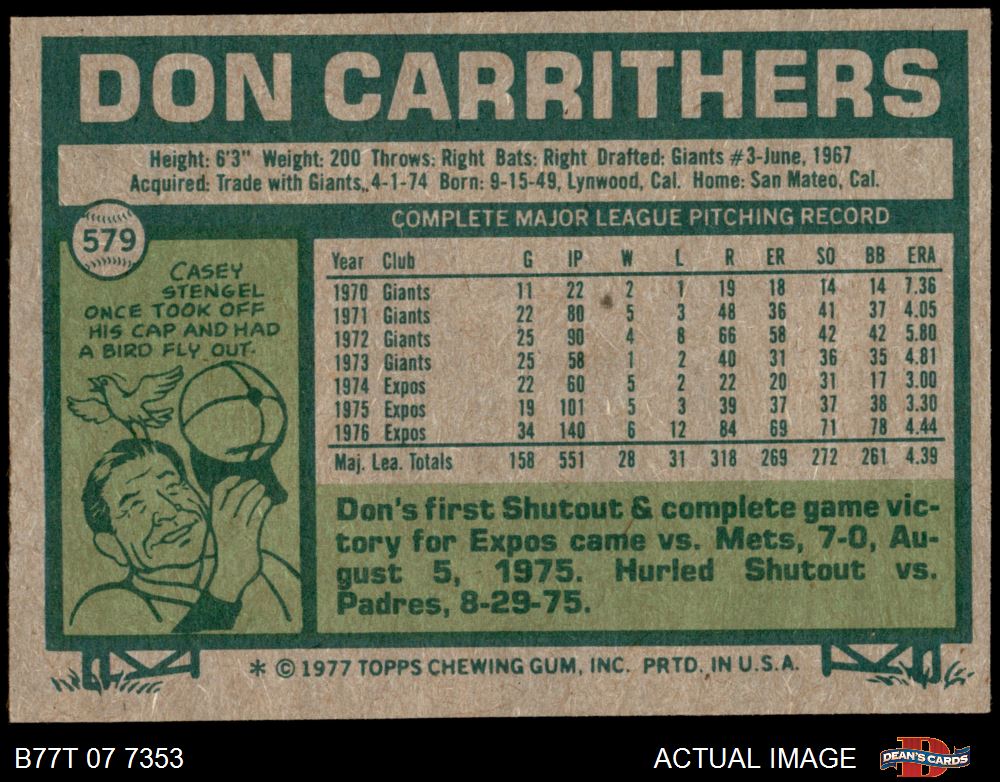 DON CARRITHERS
Height: 6'3" Weight: 200 Throws: Right Bats: Right Drafted: Giants #3-June, 1967
Acquired: Trade with Giants, 4-1-74 Born: 9-15-49, Lynwood, Cal. Home: San Mateo, Cal.
579
CASEY
STENGEL
ONCE TOOK OFF
HIS CAP AND HAD
A BIRD FLY OUT.
COMPLETE MAJOR LEAGUE PITCHING RECORD
Year Club G IP W L R ER SO BB ERA
1970 Giants 11 22 2 1 19 18 14 14 7.36
1971 Giants 22 80 5 3 48 36 41 37 4.05
1972 Giants 25 90 4 8 66 58 42 42 5.80
1973 Giants 25 58 1 2 40 31 36 35 4.81
1974 Expos 22 60 5 2 22 20 31 17 3.00
1975 Expos 19 101 5 3 39 37 37 38 3.30
1976 Expos 34 140 6 12 84 69 71 78 4.44
Maj. Lea. Totals 158 551 28 31 318 269 272 261 4.39
Don's first Shutout & complete game vic-
tory for Expos came vs. Mets, 7-0, Au-
gust 5, 1975. Hurled Shutout vs.
Padres, 8-29-75.
* © 1977 TOPPS CHEWING GUM, INC. PRTD. IN U.S.A.
B77T 07 7353
ACTUAL IMAGE
DEAN'S CARDS